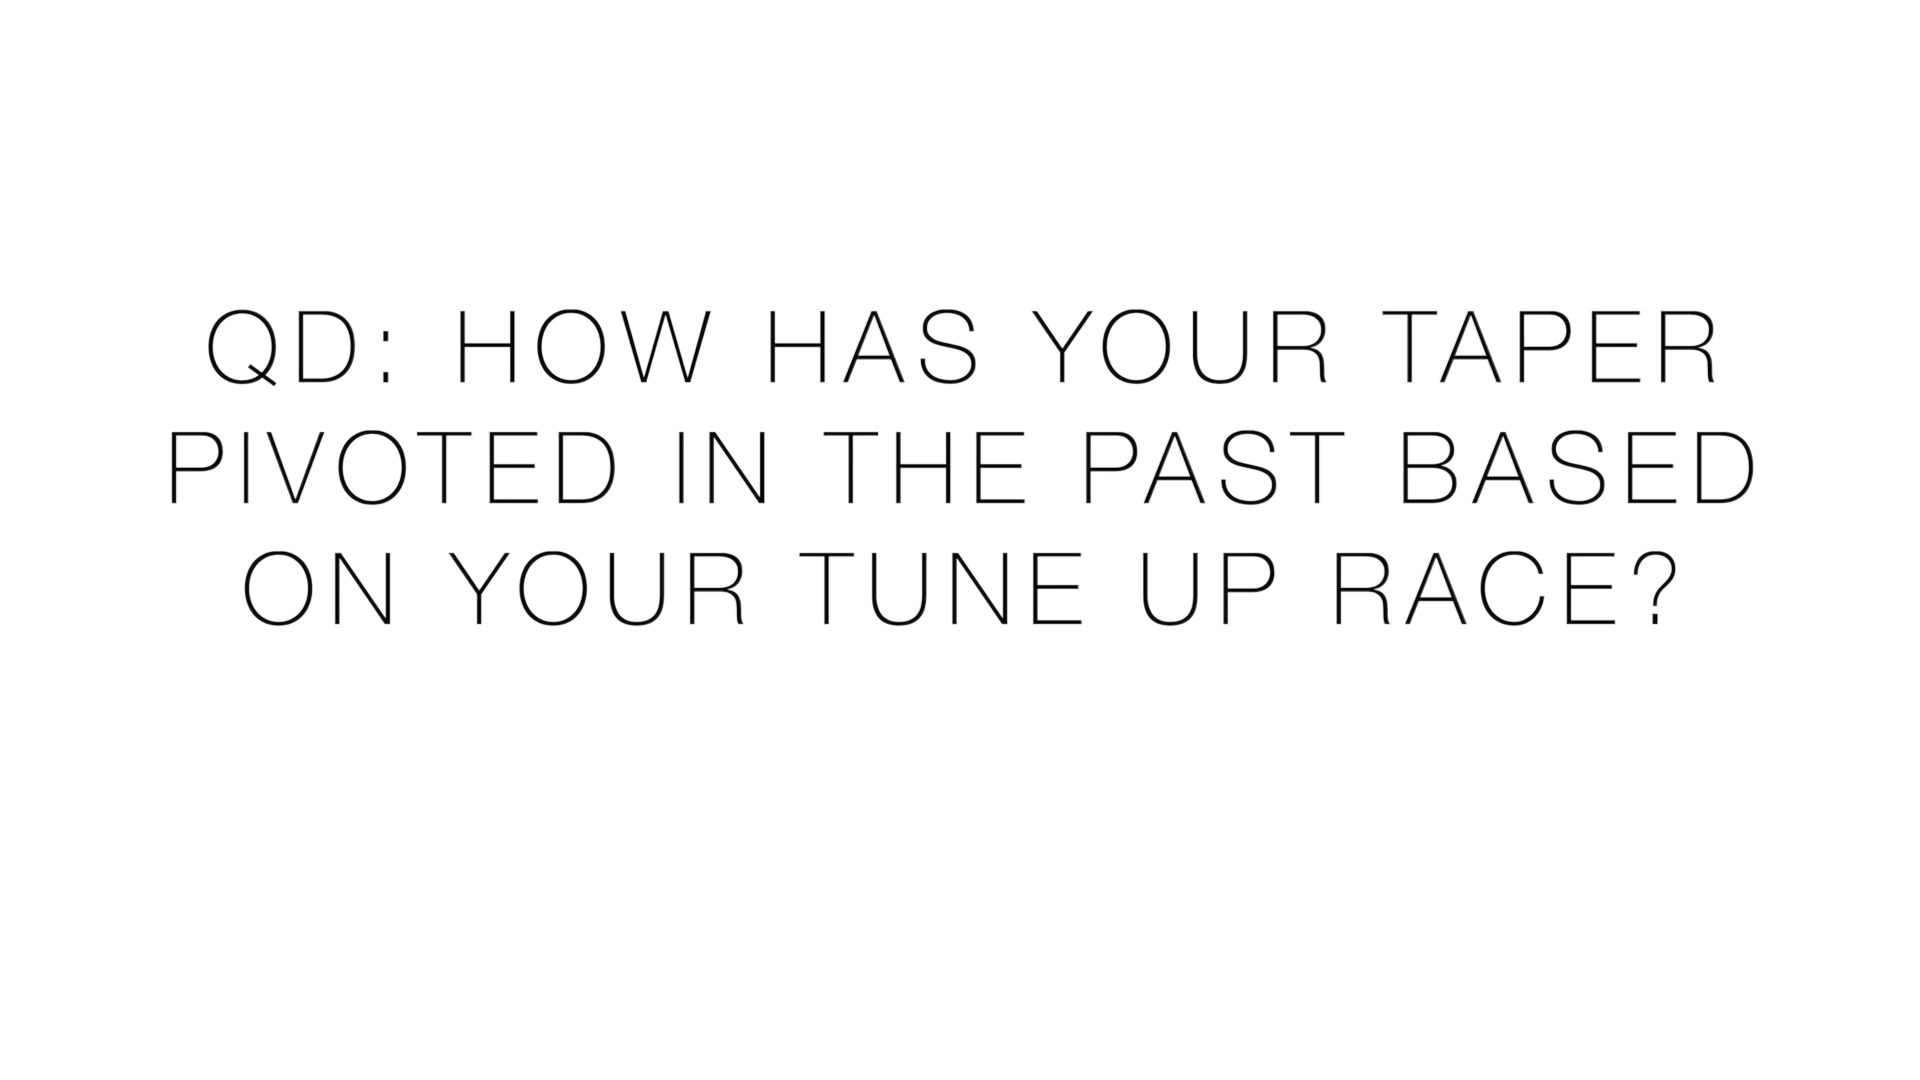 QD: HOW HAS YOUR TAPER
PIVOTED IN THE PAST BASED
ON YOUR TUNE UP RACE?